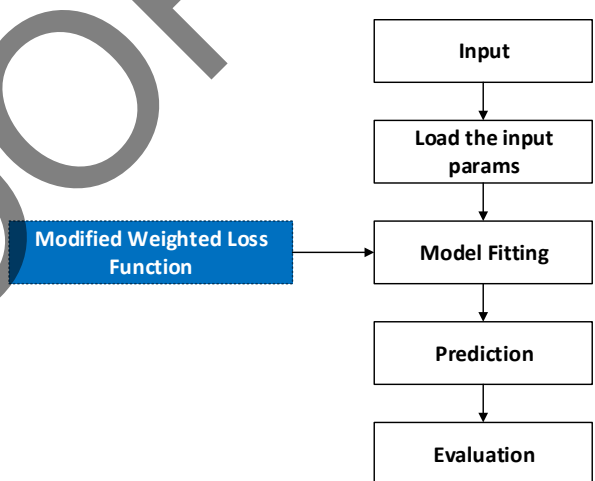 Input
Load the input
params
Modified Weighted Loss
Function
Model Fitting
Prediction
Evaluation